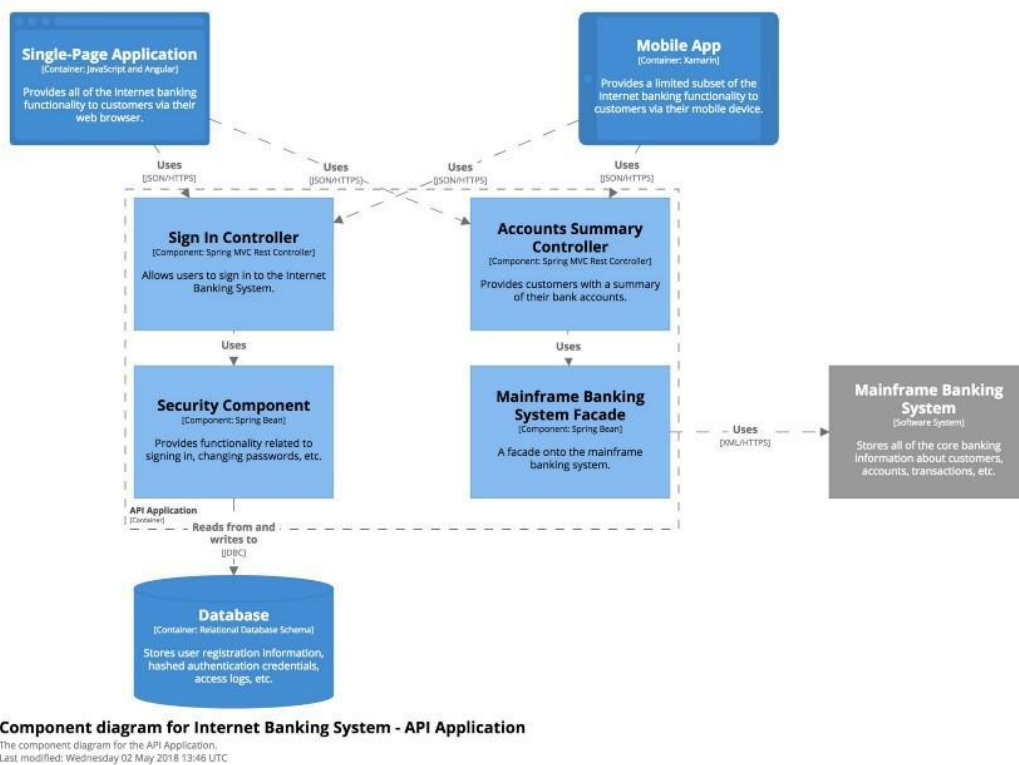 Single-Page Application
[Container: JavaScript and Angular]
Provides all of the Internet banking
functionality to customers via their
web browser.
Mobile App
[Container: Xamarin]
Provides a limited subset of the
Internet banking functionality to
customers via their mobile device.
Uses
[JSON/HTTPS]
Uses
[JSON/HTTPS]
Uses
[JSON/HTTPS]
Uses
[JSON/HTTPS]
Sign In Controller
[Component: Spring MVC Rest Controller]
Allows users to sign in to the Internet
Banking System.
Accounts Summary
Controller
[Component: Spring MVC Rest Controller]
Provides customers with a summary
of their bank accounts.
Uses
Uses
Security Component
[Component: Spring Bean]
Provides functionality related to
signing in, changing passwords, etc.
Mainframe Banking
System Facade
[Component: Spring Bean]
A facade onto the mainframe
banking system.
Uses
[XML/HTTPS]
Mainframe Banking
System
[Software System]
Stores all of the core banking
information about customers,
accounts, transactions, etc.
API Application
[Container]
Reads from and
writes to
[JDBC]
Database
[Container: Relational Database Schema]
Stores user registration information,
hashed authentication credentials,
access logs, etc.
Component diagram for Internet Banking System - API Application
The component diagram for the API Application.
Last modified: Wednesday 02 May 2018 13:46 UTC